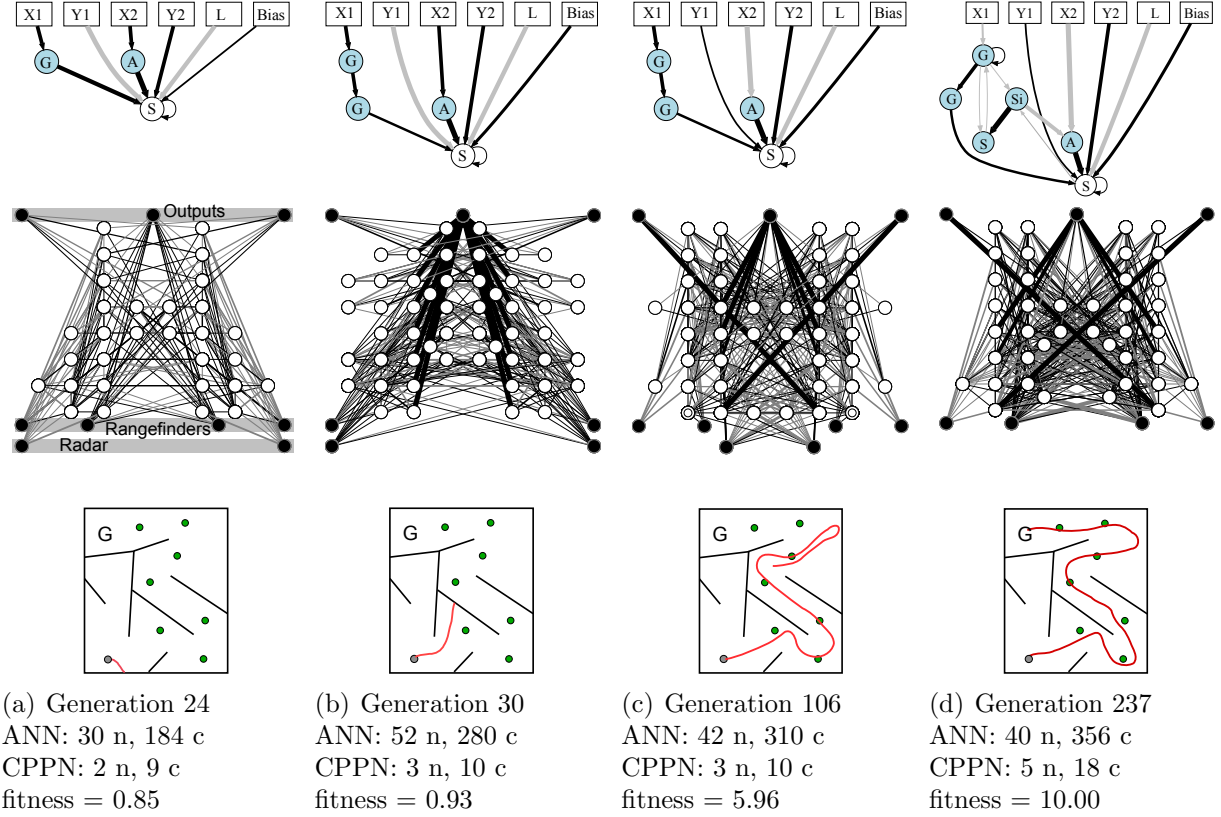 X1 Y1 X2 Y2 L Bias
G A
S
X1 Y1 X2 Y2 L Bias
G
G A
S
X1 Y1 X2 Y2 L Bias
G
G A
S
X1 Y1 X2 Y2 L Bias
G
G Si
S A
S
Outputs
Rangefinders
Radar
G
G
G
G
(a) Generation 24
ANN: 30 n, 184 c
CPPN: 2 n, 9 c
fitness = 0.85
(b) Generation 30
ANN: 52 n, 280 c
CPPN: 3 n, 10 c
fitness = 0.93
(c) Generation 106
ANN: 42 n, 310 c
CPPN: 3 n, 10 c
fitness = 5.96
(d) Generation 237
ANN: 40 n, 356 c
CPPN: 5 n, 18 c
fitness = 10.00